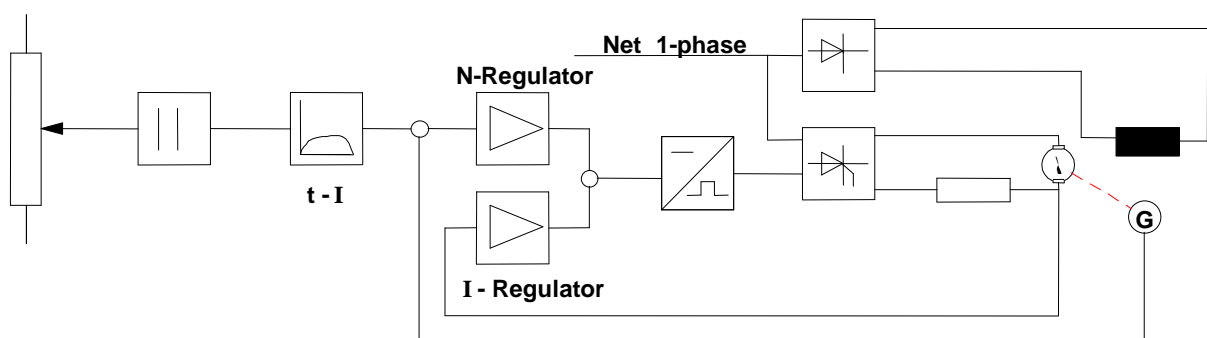 Net 1-phase
N-Regulator
t - I
I - Regulator
G